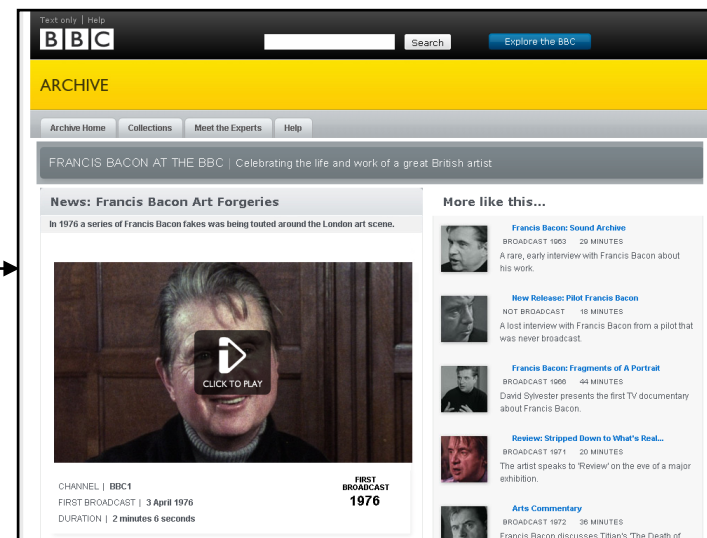 Text only | Help
BBC
Search
Explore the BBC
ARCHIVE
Archive Home
Collections
Meet the Experts
Help
FRANCIS BACON AT THE BBC | Celebrating the life and work of a great British artist
News: Francis Bacon Art Forgeries
In 1976 a series of Francis Bacon fakes was being touted around the London art scene.
CLICK TO PLAY
CHANNEL | BBC1
FIRST BROADCAST | 3 April 1976
DURATION | 2 minutes 6 seconds
FIRST
BROADCAST
1976
More like this...
Francis Bacon: Sound Archive
BROADCAST 1963 29 MINUTES
A rare, early interview with Francis Bacon about
his work.
New Release: Pilot Francis Bacon
NOT BROADCAST 18 MINUTES
A lost interview with Francis Bacon from a pilot that
was never broadcast.
Francis Bacon: Fragments of A Portrait
BROADCAST 1966 44 MINUTES
David Sylvester presents the first TV documentary
about Francis Bacon.
Review: Stripped Down to What's Real...
BROADCAST 1971 20 MINUTES
The artist speaks to 'Review' on the eve of a major
exhibition.
Arts Commentary
BROADCAST 1972 36 MINUTES
Francis Bacon discusses Titian's 'The Death of